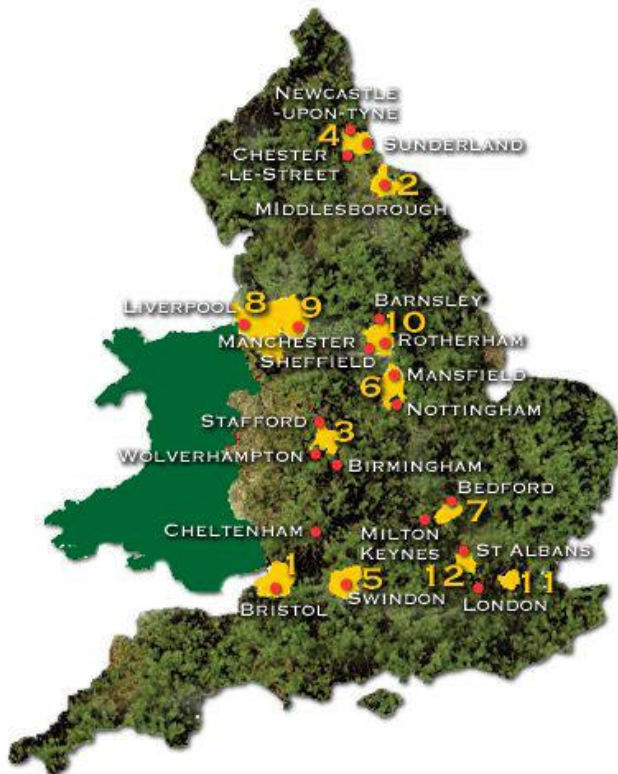 NEWCASTLE
-UPON-TYNE
4
SUNDERLAND
CHESTER
-LE-STREET
2
MIDDLESBOROUGH
LIVERPOOL
8
9
BARNSLEY
10
MANCHESTER
ROTHERHAM
SHEFFIELD
6
MANSFIELD
NOTTINGHAM
STAFFORD
3
WOLVERHAMPTON
BIRMINGHAM
BEDFORD
7
CHELTENHAM
MILTON
KEYNES
ST ALBANS
1
5
12
11
BRISTOL
SWINDON
LONDON